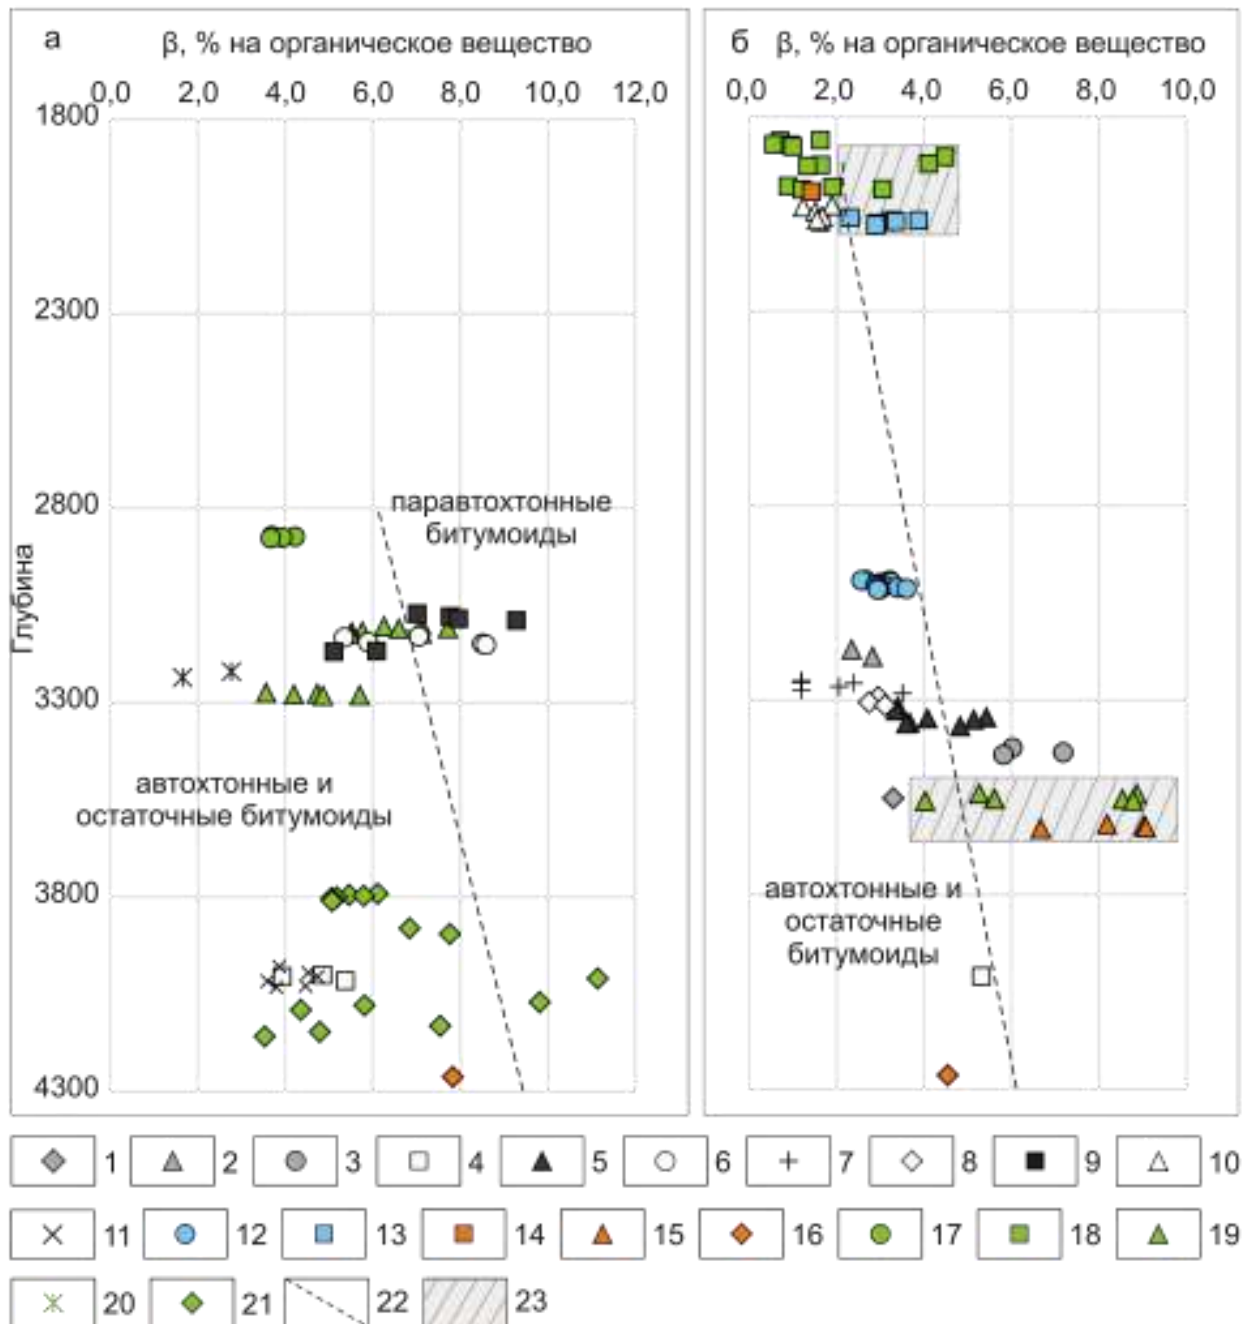 а β, % на органическое вещество
0,0 2,0 4,0 6,0 8,0 10,0 12,0
1800
2300
2800
3300
3800
4300
Глубина
паравтохтонные
битумоиды
автохтонные и
остаточные битумоиды
б β, % на органическое вещество
0,0 2,0 4,0 6,0 8,0 10,0
автохтонные и
остаточные
битумоиды
1 2 3 4 5 6 7 8 9 10
11 12 13 14 15 16 17 18 19
20 21 22 23